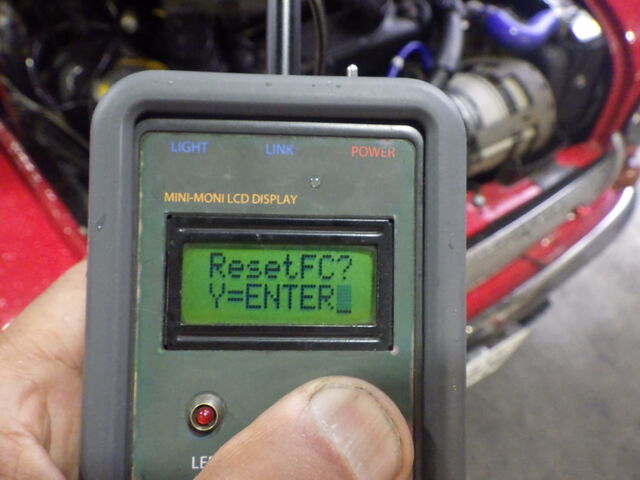 LIGHT LINK POWER
MINI-MONI LCD DISPLAY
ResetFC?
Y=ENTER